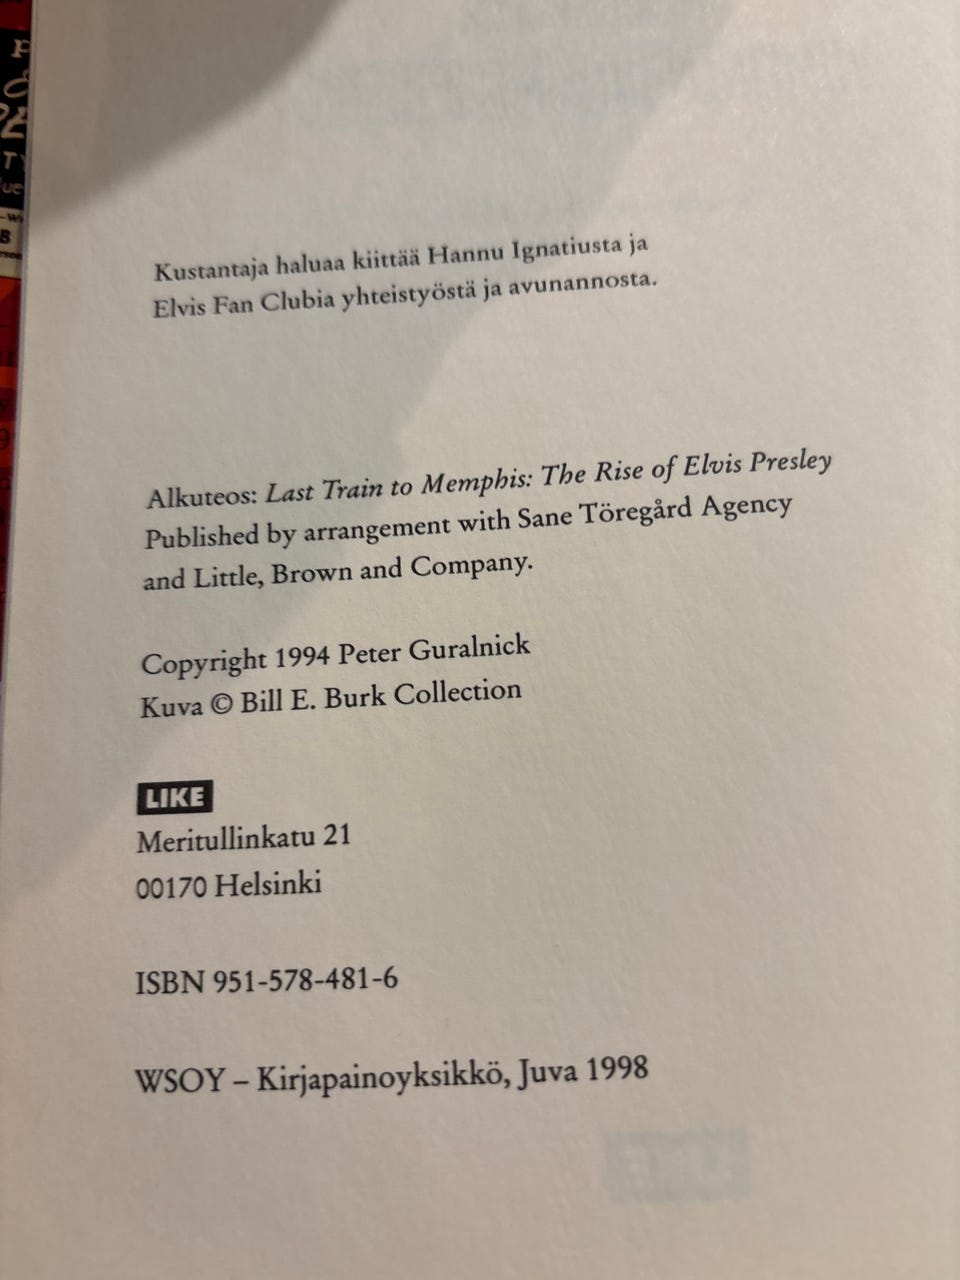 Kustantaja haluaa kiittää Hannu Ignatiusta ja
Elvis Fan Clubia yhteistyöstä ja avunannosta.
Alkuteos: Last Train to Memphis: The Rise of Elvis Presley
Published by arrangement with Sane Töregård Agency
and Little, Brown and Company.
Copyright 1994 Peter Guralnick
Kuva © Bill E. Burk Collection
LIKE
Meritullinkatu 21
00170 Helsinki
ISBN 951-578-481-6
WSOY – Kirjapainoyksikkö, Juva 1998